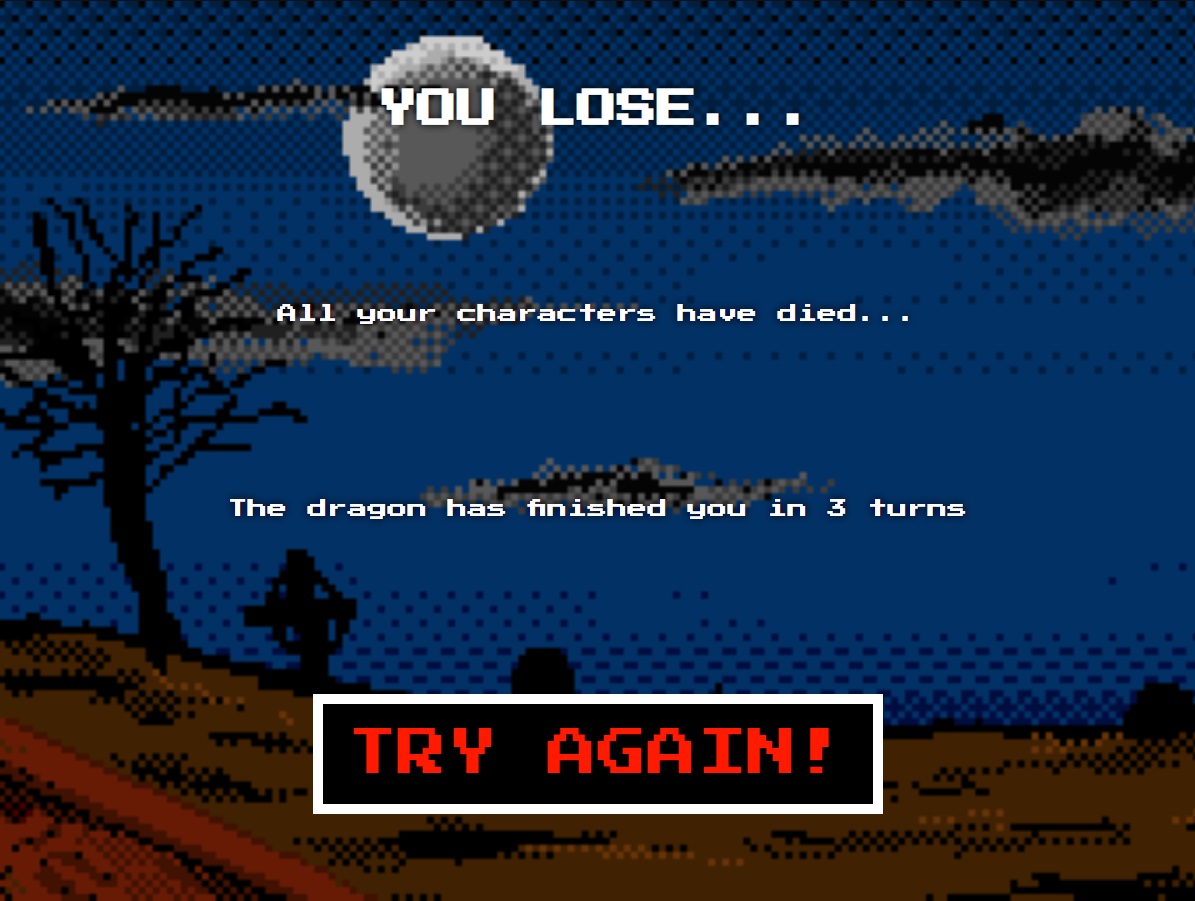 YOU LOSE...
All your characters have died...
The dragon has finished you in 3 turns
TRY AGAIN!